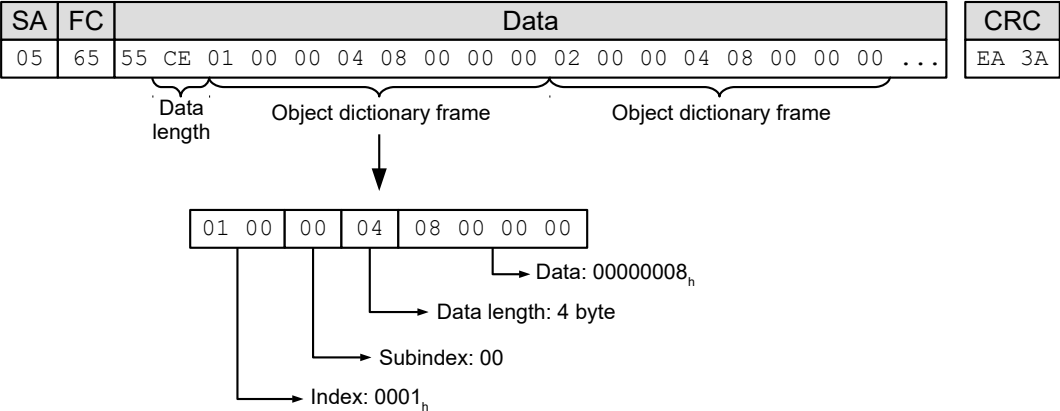 SA FC Data CRC
05 65 55 CE 01 00 00 04 08 00 00 00 02 00 00 04 08 00 00 00 ... EA 3A
Data
length
Object dictionary frame
Object dictionary frame
01 00 00 04 08 00 00 00
Data: 00000008h
Data length: 4 byte
Subindex: 00
Index: 0001h